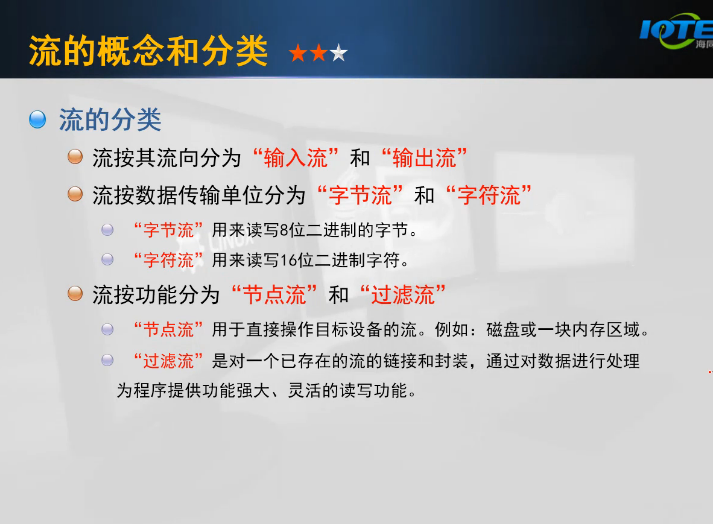 流的概念和分类
IOTE
海同
流的分类
流按其流向分为“输入流”和“输出流”
流按数据传输单位分为“字节流”和“字符流”
“字节流”用来读写8位二进制的字节。
“字符流”用来读写16位二进制字符。
流按功能分为“节点流”和“过滤流”
“节点流”用于直接操作目标设备的流。例如：磁盘或一块内存区域。
“过滤流”是对一个已存在的流的链接和封装，通过对数据进行处理
为程序提供功能强大、灵活的读写功能。
LINUX